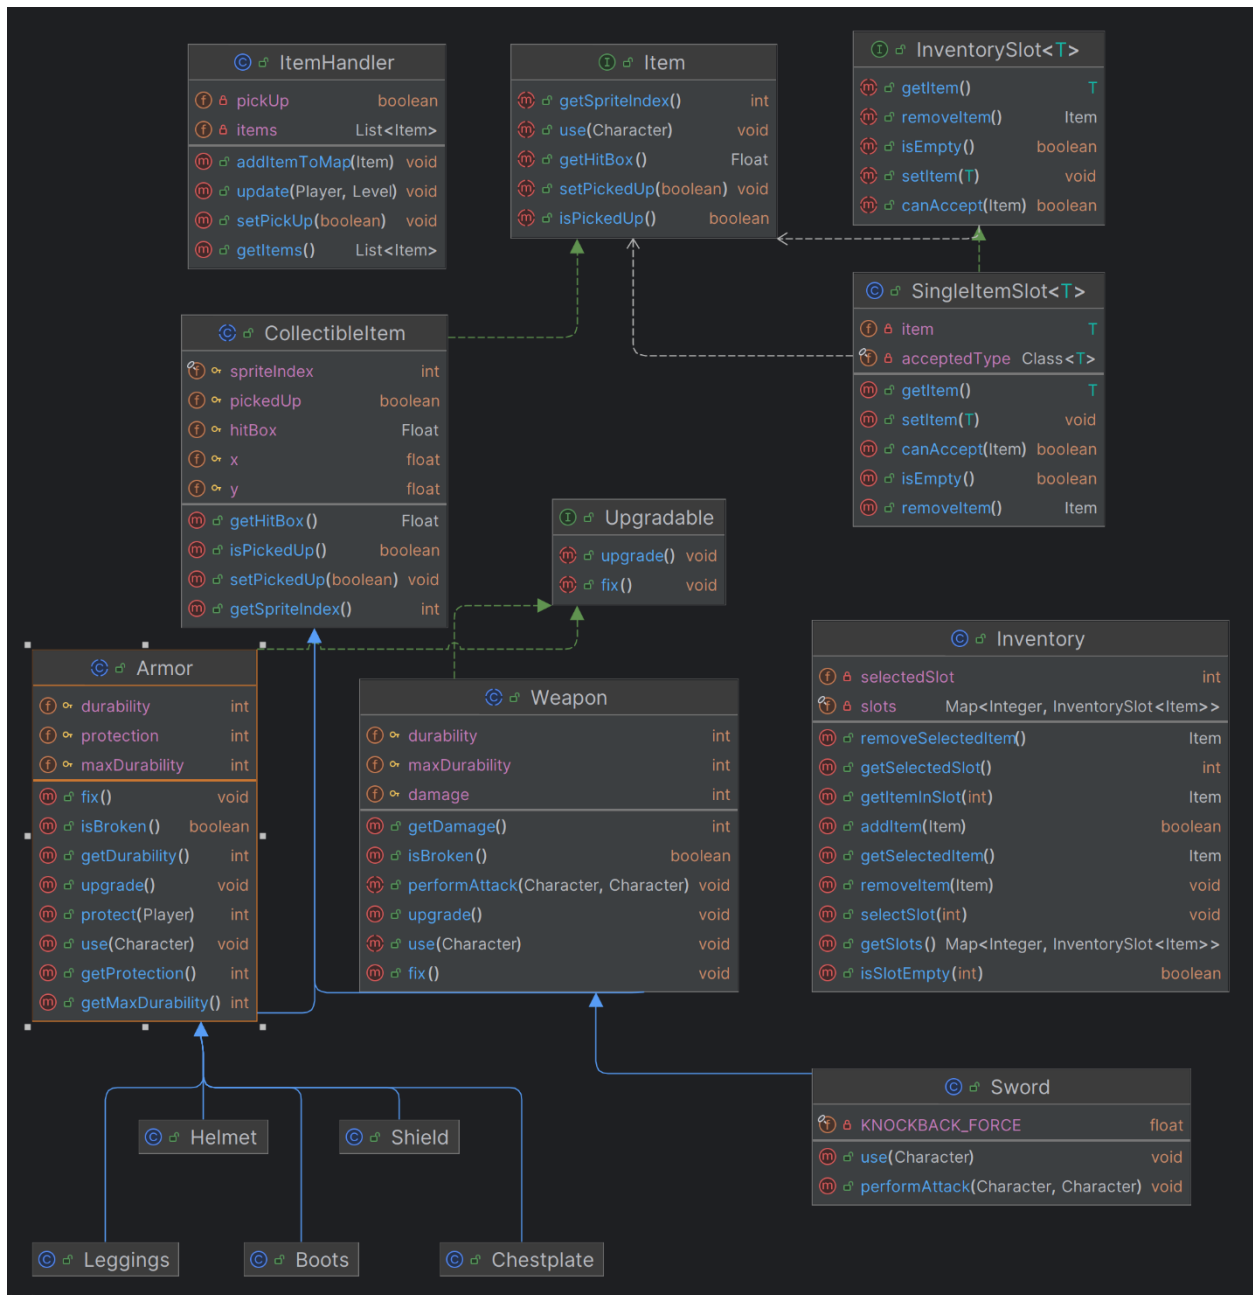 ItemHandler
pickUp boolean
items List<Item>
addItemToMap(Item) void
update(Player, Level) void
setPickUp(boolean) void
getItems() List<Item>
Item
getSpriteIndex() int
use(Character) void
getHitBox() Float
setPickedUp(boolean) void
isPickedUp() boolean
InventorySlot<T>
getItem() T
removeItem() Item
isEmpty() boolean
setItem(T) void
canAccept(Item) boolean
SingleItemSlot<T>
item T
acceptedType Class<T>
getItem() T
setItem(T) void
canAccept(Item) boolean
isEmpty() boolean
removeItem() Item
CollectibleItem
spriteIndex int
pickedUp boolean
hitBox Float
x float
y float
getHitBox() Float
isPickedUp() boolean
setPickedUp(boolean) void
getSpriteIndex() int
Upgradable
upgrade() void
fix() void
Armor
durability int
protection int
maxDurability int
fix() void
isBroken() boolean
getDurability() int
upgrade() void
protect(Player) int
use(Character) void
getProtection() int
getMaxDurability() int
Weapon
durability int
maxDurability int
damage int
getDamage() int
isBroken() boolean
performAttack(Character, Character) void
upgrade() void
use(Character) void
fix() void
Inventory
selectedSlot int
slots Map<Integer, InventorySlot<Item>>
removeSelectedItem() Item
getSelectedSlot() int
getItemInSlot(int) Item
addItem(Item) boolean
getSelectedItem() Item
removeItem(Item) void
selectSlot(int) void
getSlots() Map<Integer, InventorySlot<Item>>
isSlotEmpty(int) boolean
Sword
KNOCKBACK_FORCE float
use(Character) void
performAttack(Character, Character) void
Helmet
Shield
Leggings
Boots
Chestplate